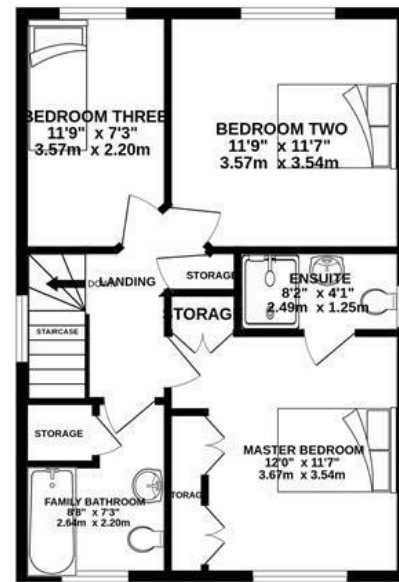 BEDROOM THREE
11'9" x 7'3"
3.57m x 2.20m
BEDROOM TWO
11'9" x 11'7"
3.57m x 3.54m
DOWN
LANDING
STORAGE
ENSUITE
8'2" x 4'1"
2.49m x 1.25m
STAIRCASE
STORAG
STORAGE
MASTER BEDROOM
12'0" x 11'7"
3.67m x 3.54m
TORAG
FAMILY BATHROOM
8'8" x 7'3"
2.64m x 2.20m